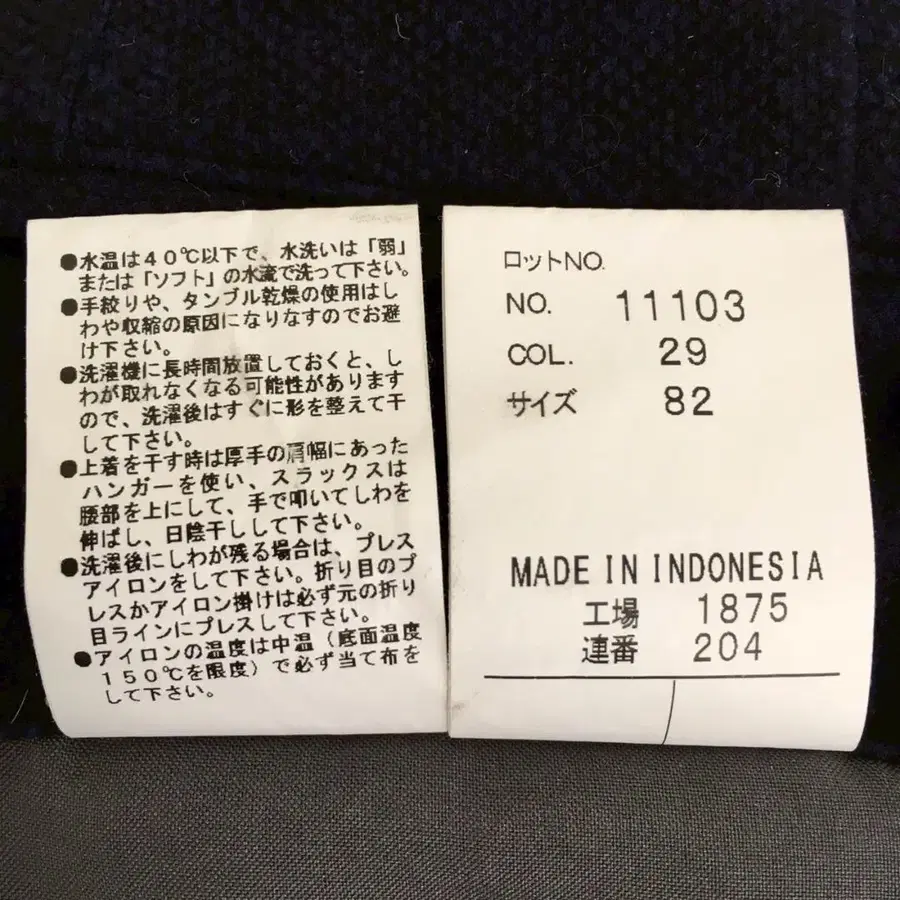 ●水温は40℃以下で、水洗いは「弱」
または「ソフト」の水流で洗って下さい。
●手絞りや、タンブル乾燥の使用はし
わや収縮の原因になりなすのでお避
け下さい。
●洗濯機に長時間放置しておくと、し
わが取れなくなる可能性があります
ので、洗濯後はすぐに形を整えて干
して下さい。
●上着を干す時は厚手の肩幅にあった
ハンガーを使い、スラックスは
腰部を上にして、手で叩いてしわを
伸ばし、日陰干しして下さい。
●洗濯後にしわが残る場合は、プレス
アイロンをして下さい。折り目のプ
レスかアイロン掛けは必ず元の折り
目ラインにプレスして下さい。
●アイロンの温度は中温(底面温度
150℃を限度)で必ず当て布を
して下さい。
ロットNO.
NO. 11103
COL. 29
サイズ 82
MADE IN INDONESIA
工場 1875
連番 204